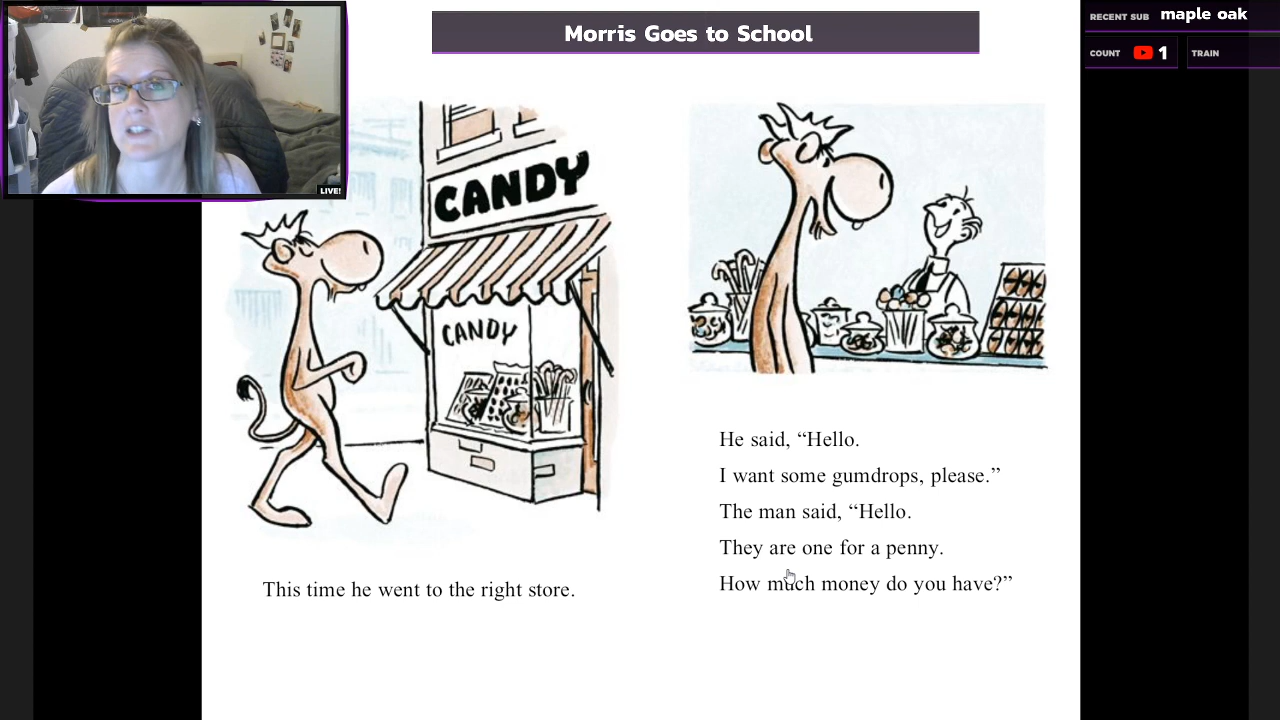 Morris Goes to School
RECENT SUB maple oak
COUNT 1 TRAIN
LIVE!
CANDY
CANDY
This time he went to the right store.
He said, “Hello.
I want some gumdrops, please.”
The man said, “Hello.
They are one for a penny.
How much money do you have?”